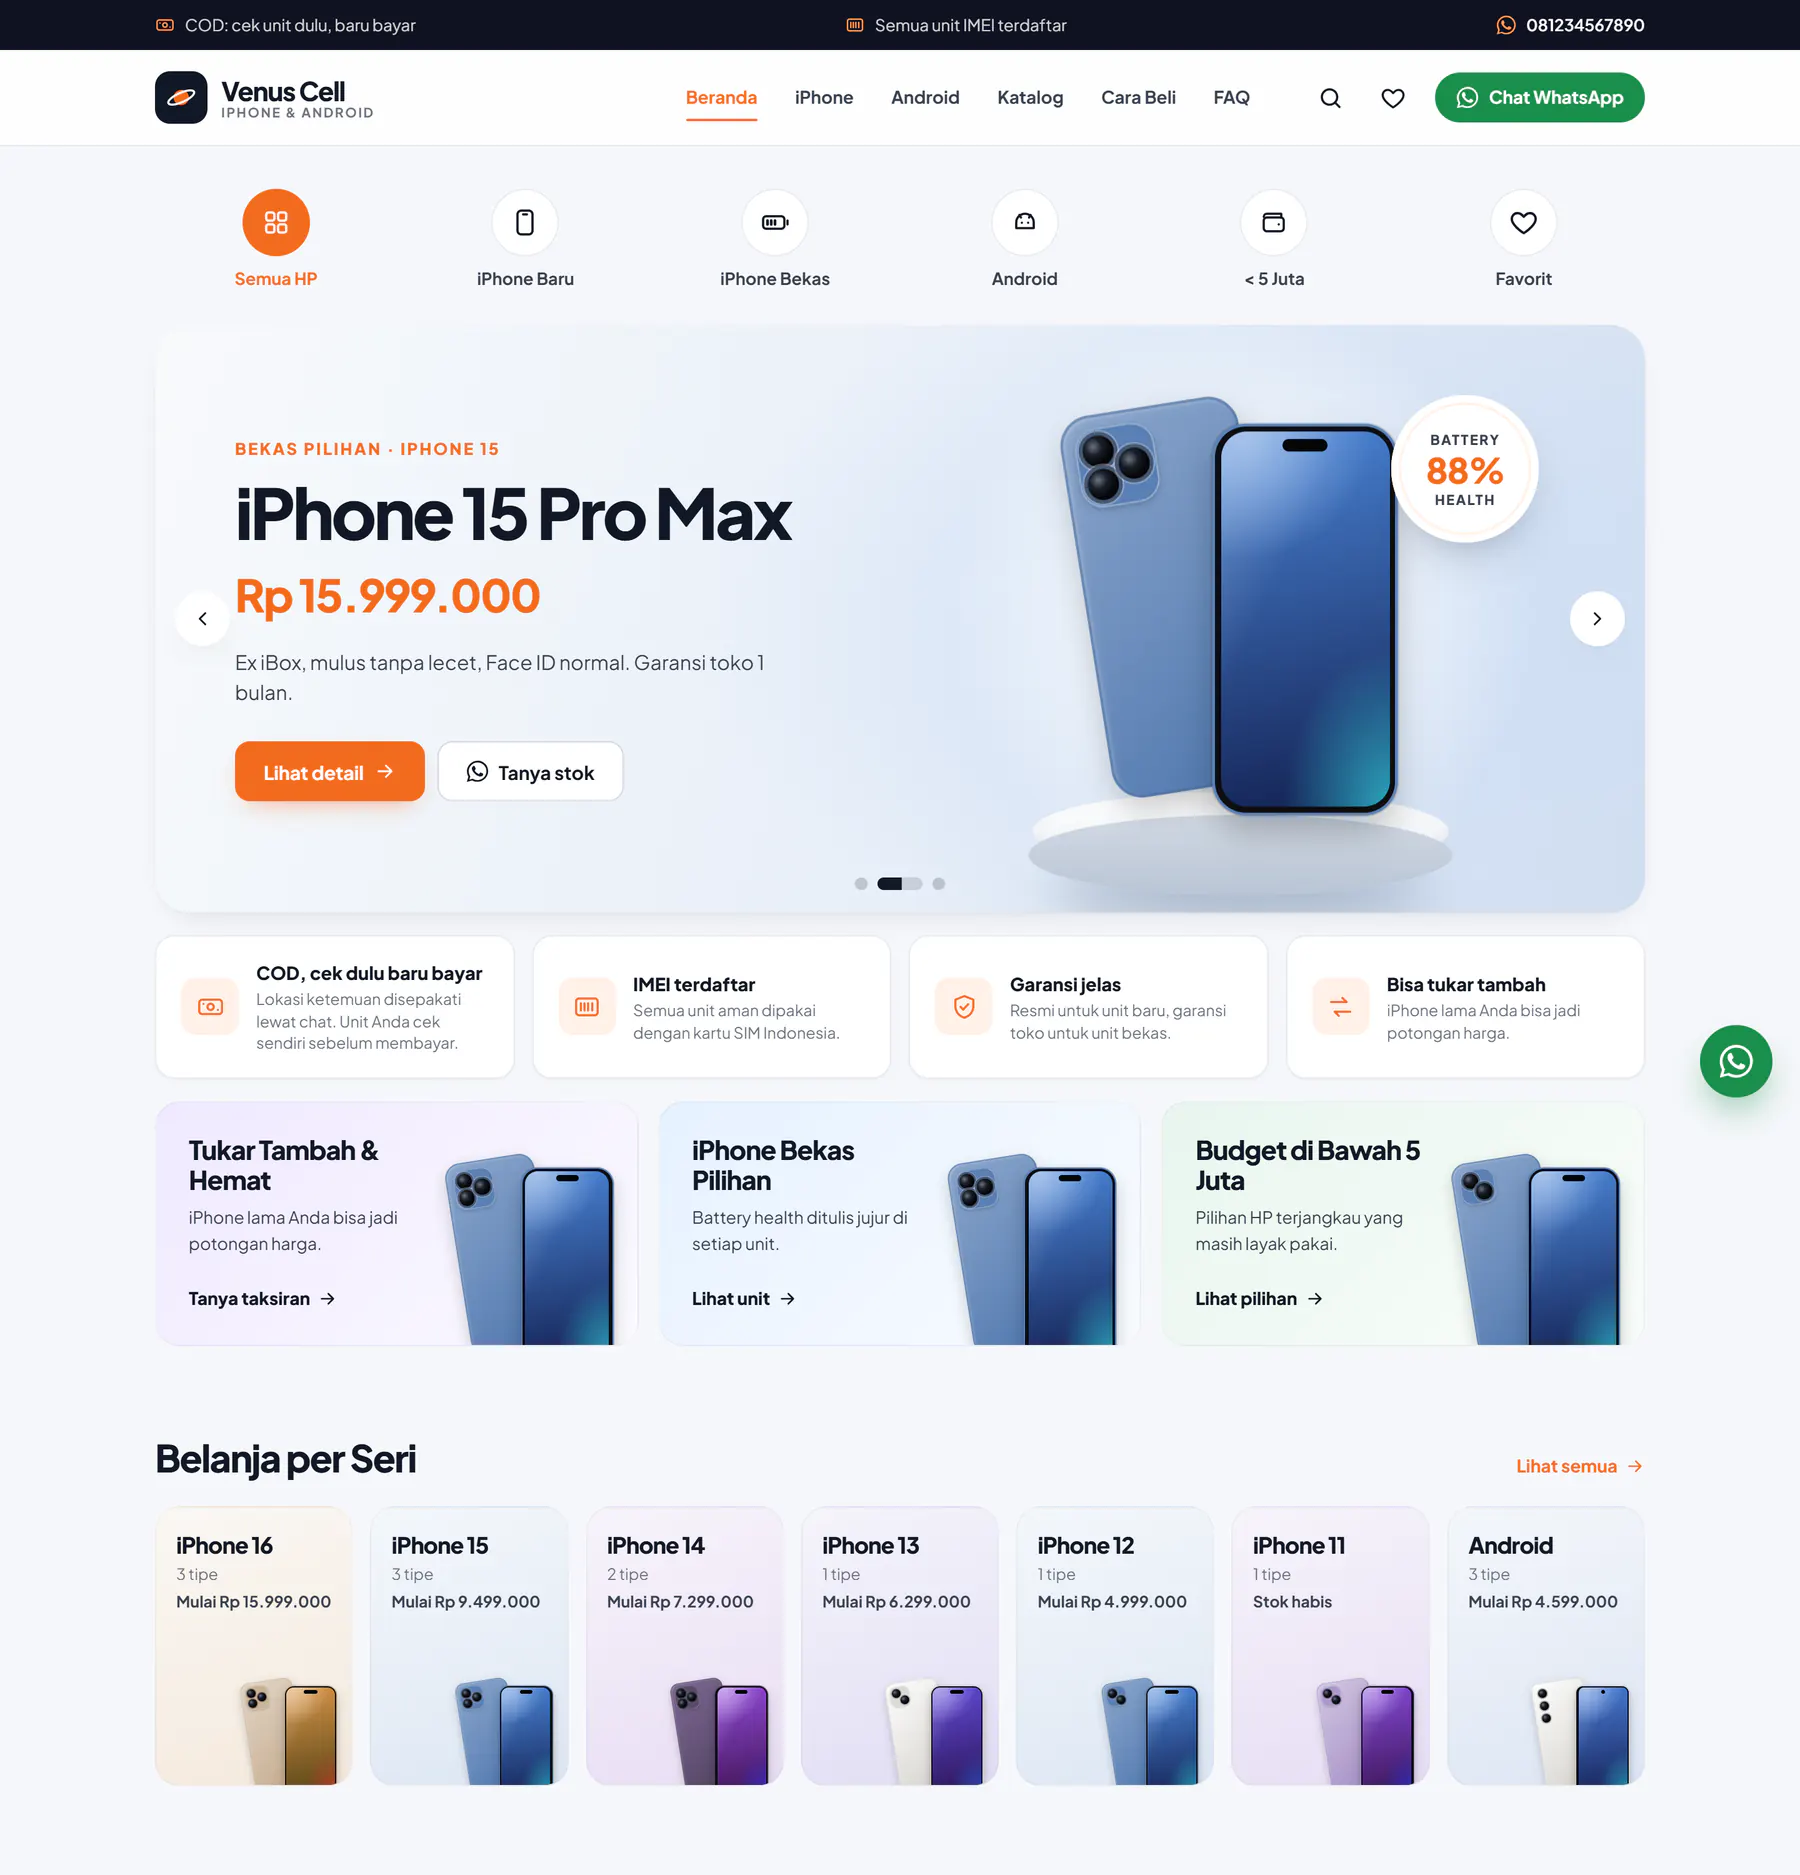 COD: cek unit dulu, baru bayar
Semua unit IMEI terdaftar
081234567890
Venus Cell
IPHONE & ANDROID
Beranda
iPhone
Android
Katalog
Cara Beli
FAQ
Chat WhatsApp
Semua HP
iPhone Baru
iPhone Bekas
Android
< 5 Juta
Favorit
BEKAS PILIHAN · IPHONE 15
iPhone 15 Pro Max
Rp 15.999.000
Ex iBox, mulus tanpa lecet, Face ID normal. Garansi toko 1
bulan.
Lihat detail
Tanya stok
BATTERY
88%
HEALTH
COD, cek dulu baru bayar
Lokasi ketemuan disepakati
lewat chat. Unit Anda cek
sendiri sebelum membayar.
IMEI terdaftar
Semua unit aman dipakai
dengan kartu SIM Indonesia.
Garansi jelas
Resmi untuk unit baru, garansi
toko untuk unit bekas.
Bisa tukar tambah
iPhone lama Anda bisa jadi
potongan harga.
Tukar Tambah &
Hemat
iPhone lama Anda bisa jadi
potongan harga.
Tanya taksiran
iPhone Bekas
Pilihan
Battery health ditulis jujur di
setiap unit.
Lihat unit
Budget di Bawah 5
Juta
Pilihan HP terjangkau yang
masih layak pakai.
Lihat pilihan
Belanja per Seri
Lihat semua
iPhone 16
3 tipe
Mulai Rp 15.999.000
iPhone 15
3 tipe
Mulai Rp 9.499.000
iPhone 14
2 tipe
Mulai Rp 7.299.000
iPhone 13
1 tipe
Mulai Rp 6.299.000
iPhone 12
1 tipe
Mulai Rp 4.999.000
iPhone 11
1 tipe
Stok habis
Android
3 tipe
Mulai Rp 4.599.000